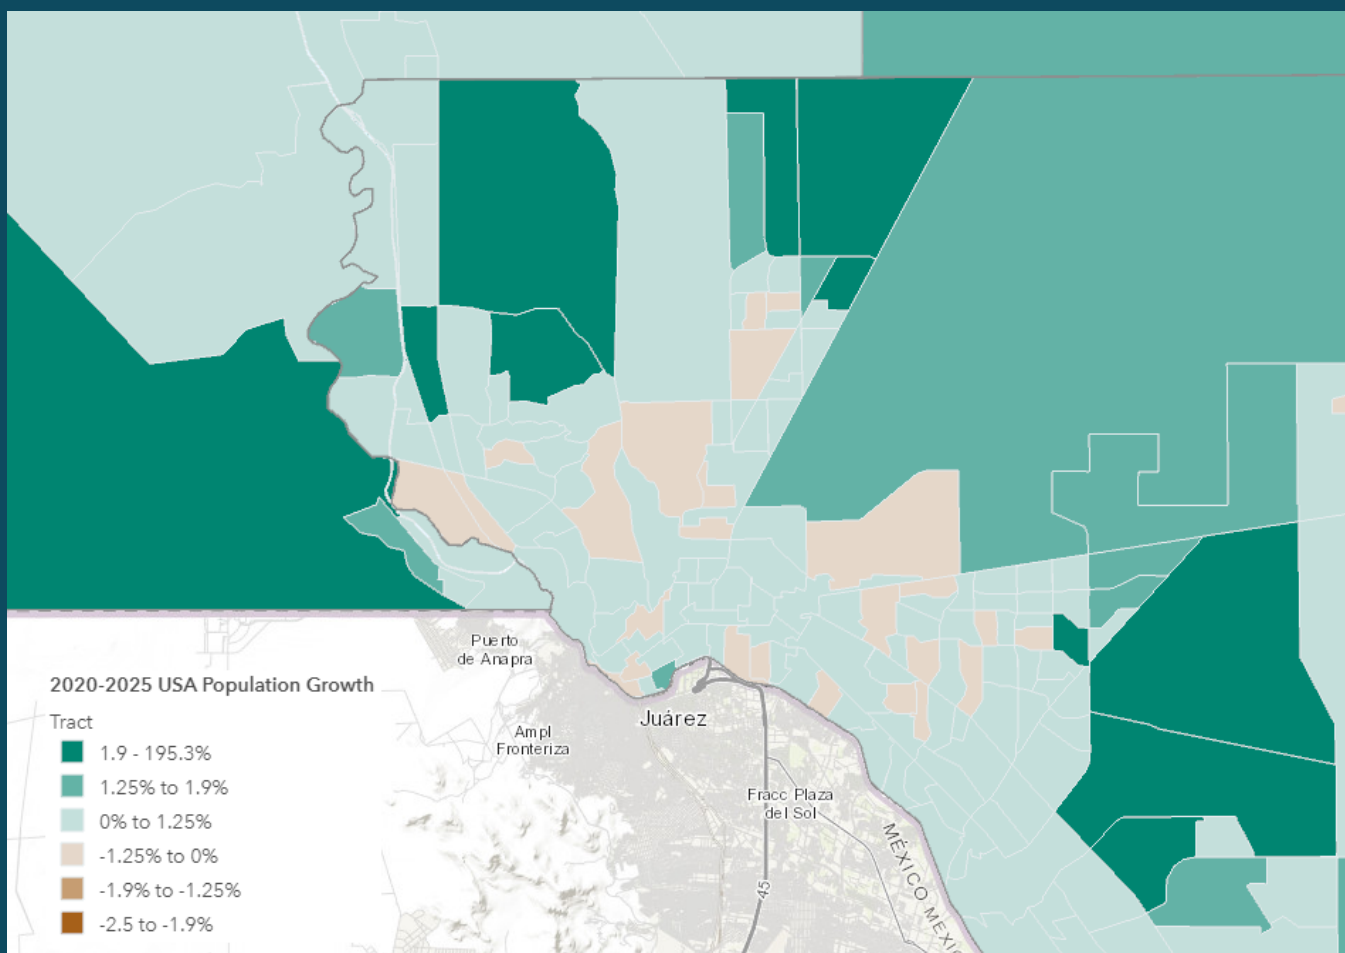 Puerto
de Anapra
2020-2025 USA Population Growth
Tract
1.9 - 195.3%
1.25% to 1.9%
0% to 1.25%
-1.25% to 0%
-1.9% to -1.25%
-2.5 to -1.9%
Juárez
Ampl
Fronteriza
Fracc Plaza
del Sol
45
MÉXICO MEXIC